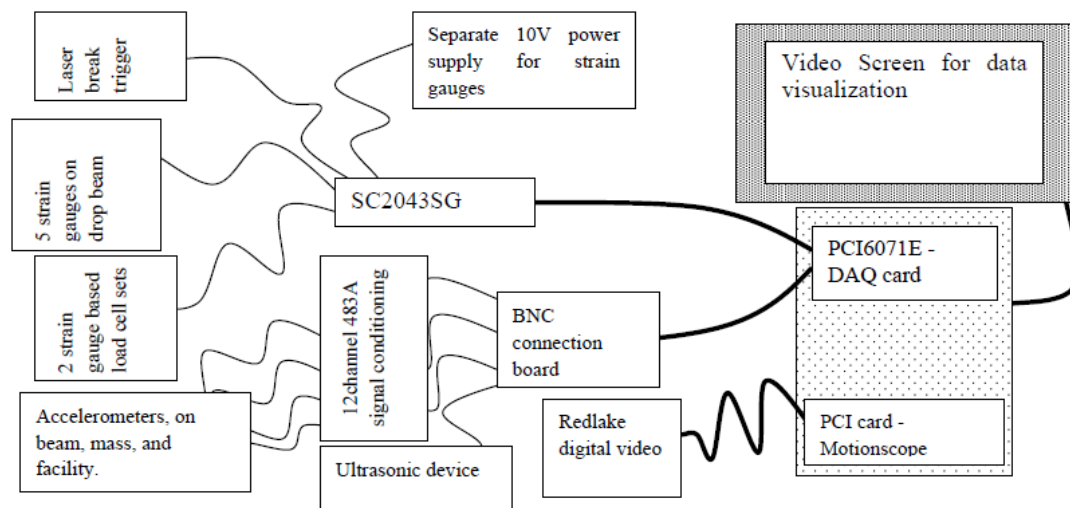 Laser
break
trigger
Separate 10V power
supply for strain
gauges
Video Screen for data
visualization
5 strain
gauges on
drop beam
SC2043SG
PCI6071E -
DAQ card
2 strain
gauge based
load cell sets
12channel 483A
signal conditioning
BNC
connection
board
Accelerometers, on
beam, mass, and
facility.
Ultrasonic device
Redlake
digital video
PCI card -
Motionscope